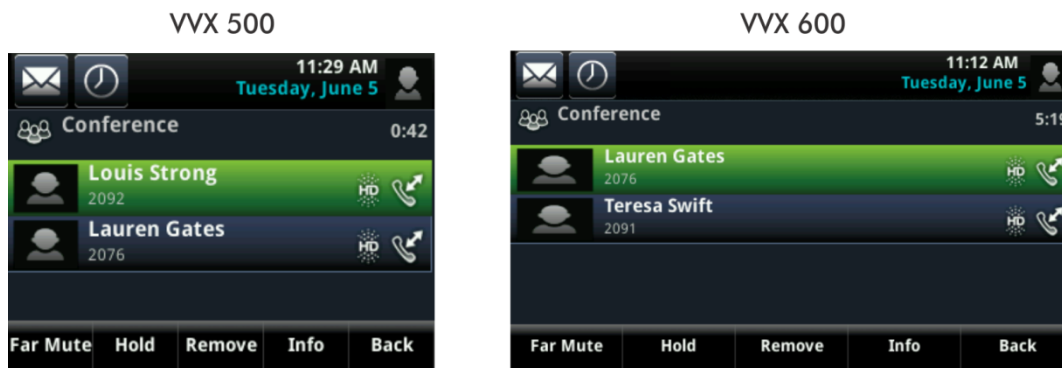 VVX 500
11:29 AM
Tuesday, June 5
Conference
0:42
Louis Strong
2092
HD
Lauren Gates
2076
HD
Far Mute Hold Remove Info Back
VVX 600
11:12 AM
Tuesday, June 5
Conference
5:19
Lauren Gates
2076
HD
Teresa Swift
2091
HD
Far Mute Hold Remove Info Back